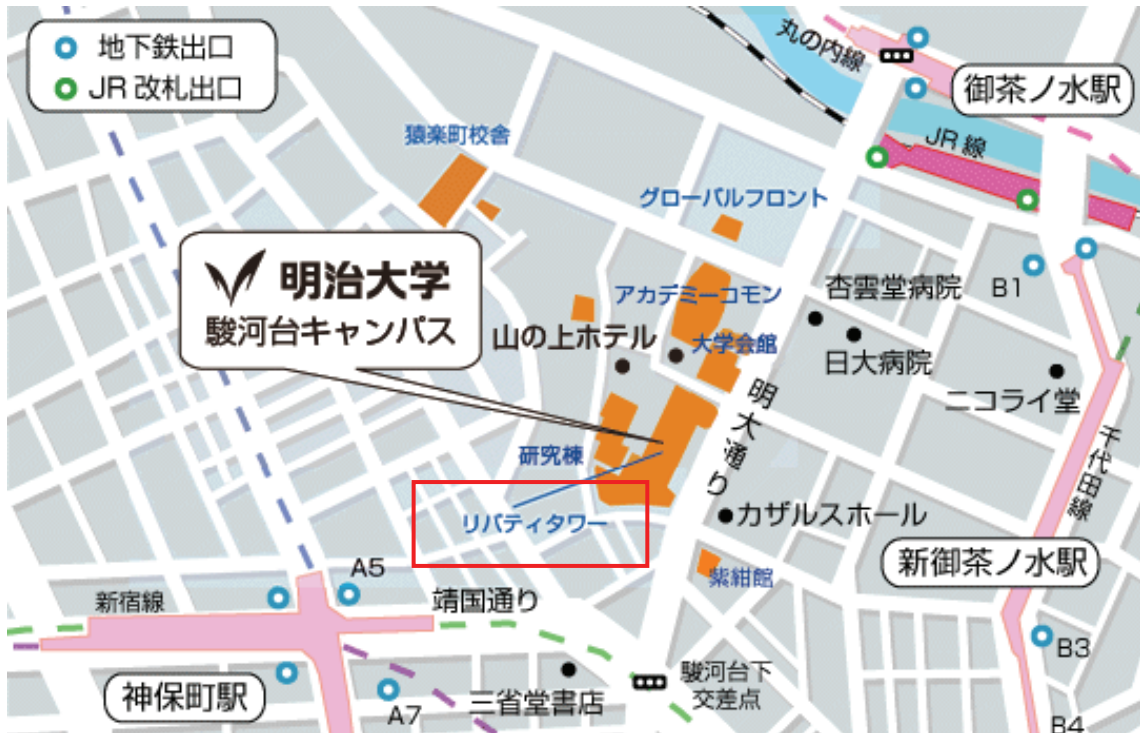 地下鉄出口
JR 改札出口
丸の内線
御茶ノ水駅
JR 線
猿楽町校舎
グローバルフロント
明治大学
駿河台キャンパス
アカデミーコモン
杏雲堂病院
B1
山の上ホテル
大学会館
日大病院
ニコライ堂
明大通り
千代田線
研究棟
リバティタワー
カザルスホール
新御茶ノ水駅
紫紺館
A5
新宿線
靖国通り
B3
神保町駅
A7
三省堂書店
駿河台下
交差点
B4